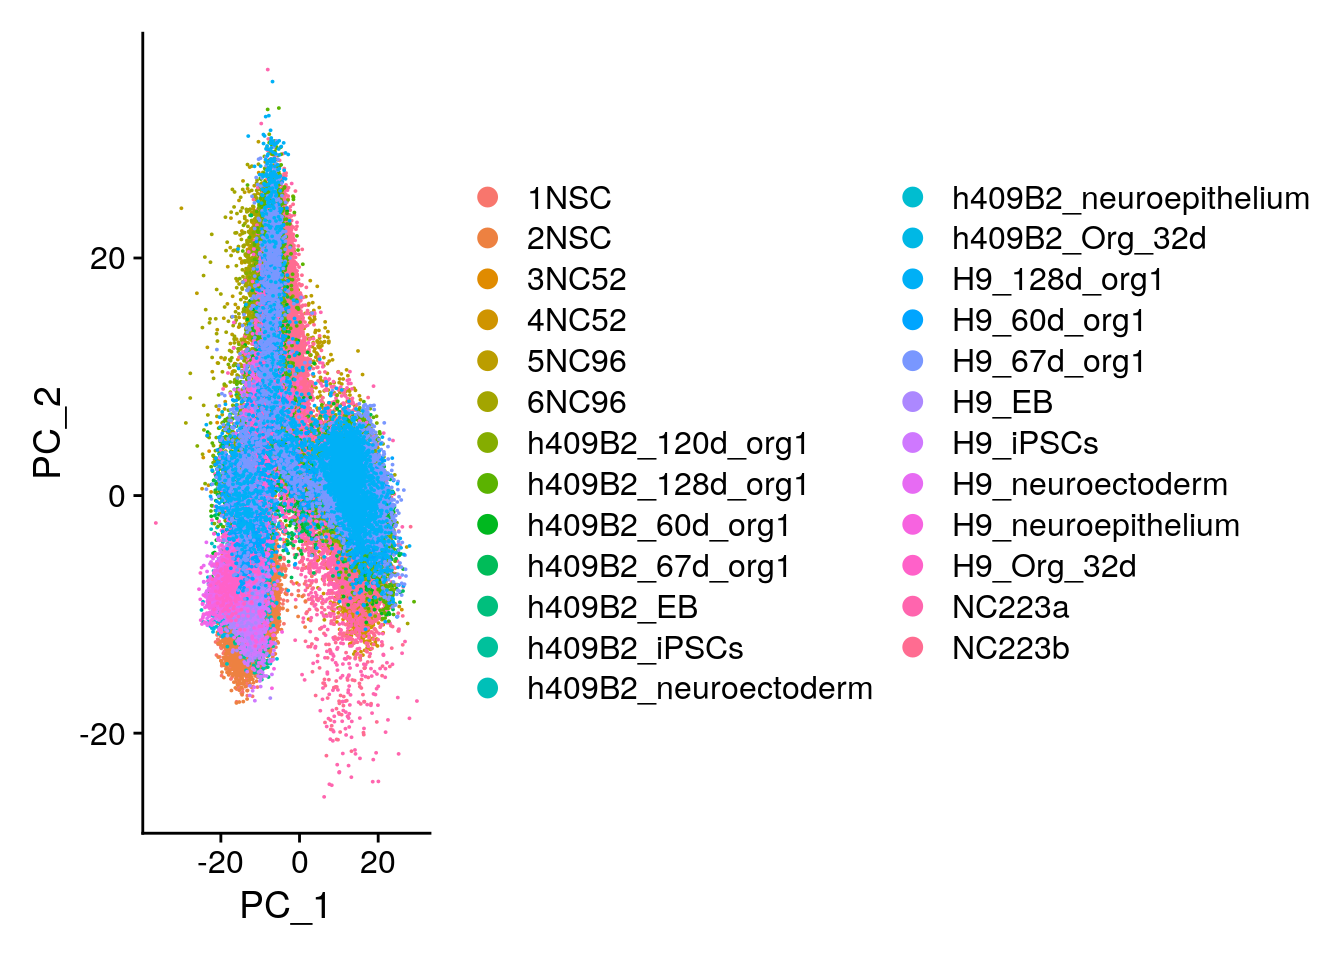 PC_2
20
0
-20
-20 0 20
PC_1
1NSC
2NSC
3NC52
4NC52
5NC96
6NC96
h409B2_120d_org1
h409B2_128d_org1
h409B2_60d_org1
h409B2_67d_org1
h409B2_EB
h409B2_iPSCs
h409B2_neuroectoderm
h409B2_neuroepithelium
h409B2_Org_32d
H9_128d_org1
H9_60d_org1
H9_67d_org1
H9_EB
H9_iPSCs
H9_neuroectoderm
H9_neuroepithelium
H9_Org_32d
NC223a
NC223b